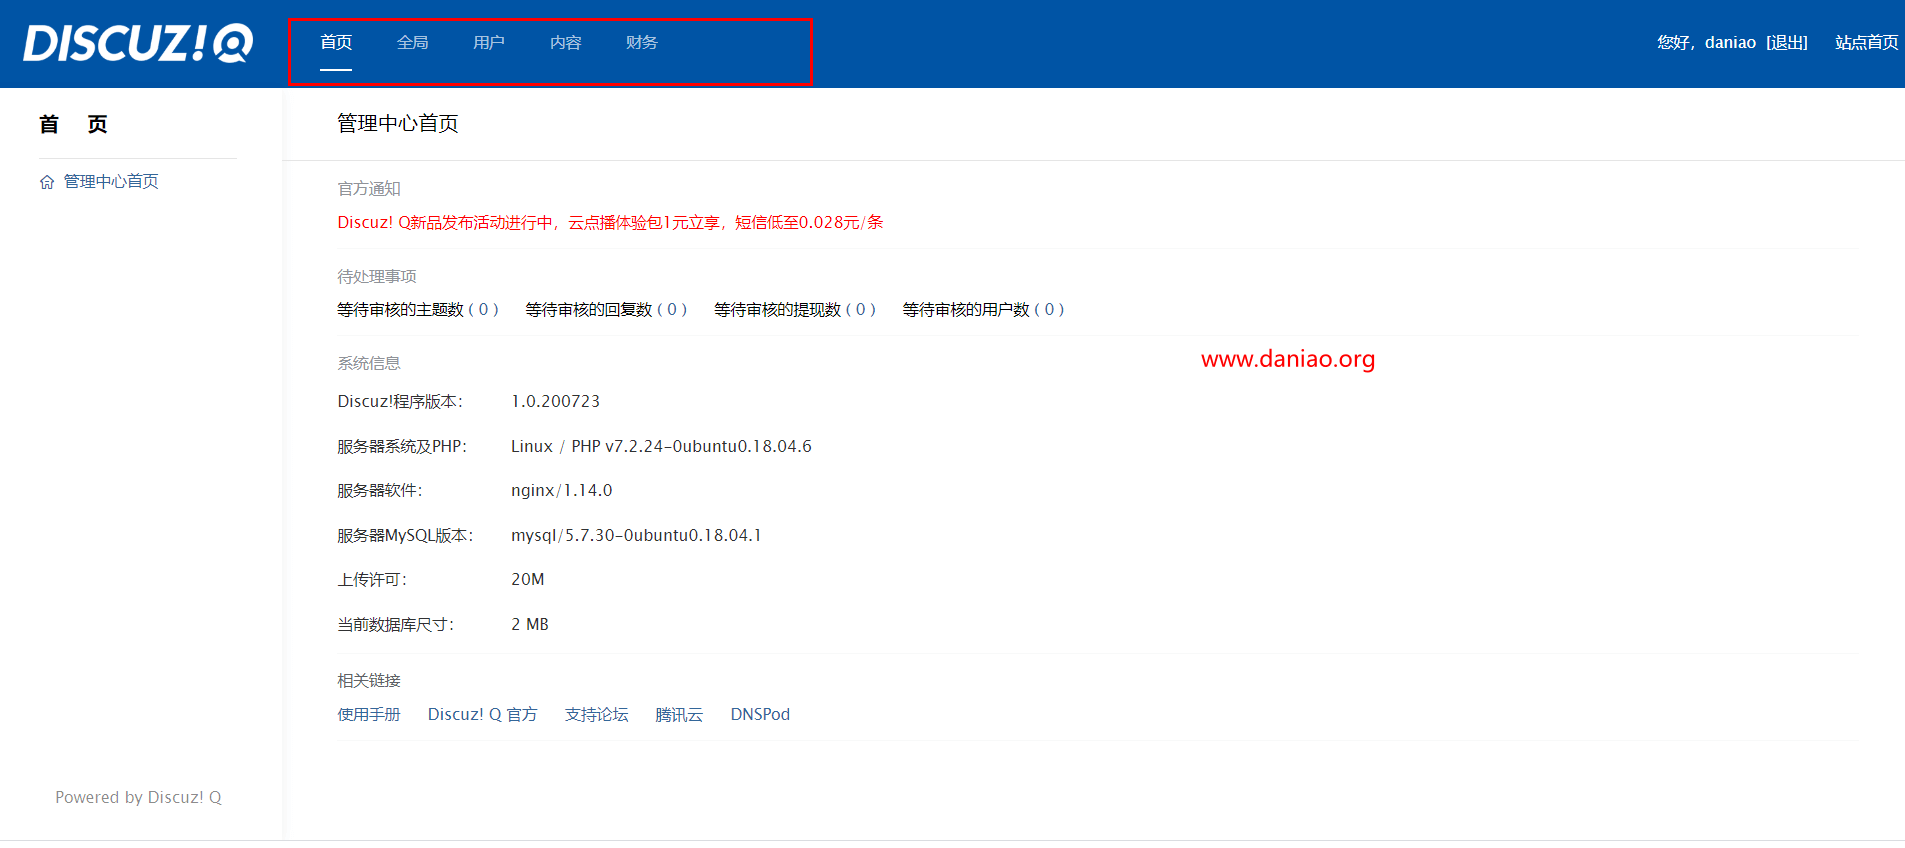 DISCUZ!Q 首页 全局 用户 内容 财务 您好，daniao [退出] 站点首页
首 页
管理中心首页
管理中心首页
官方通知
Discuz! Q新品发布活动进行中，云点播体验包1元立享，短信低至0.028元/条
待处理事项
等待审核的主题数 ( 0 ) 等待审核的回复数 ( 0 ) 等待审核的提现数 ( 0 ) 等待审核的用户数 ( 0 )
www.daniao.org
系统信息
Discuz!程序版本： 1.0.200723
服务器系统及PHP： Linux / PHP v7.2.24-0ubuntu0.18.04.6
服务器软件： nginx/1.14.0
服务器MySQL版本： mysql/5.7.30-0ubuntu0.18.04.1
上传许可： 20M
当前数据库尺寸： 2 MB
相关链接
使用手册 Discuz! Q 官方 支持论坛 腾讯云 DNSPod
Powered by Discuz! Q